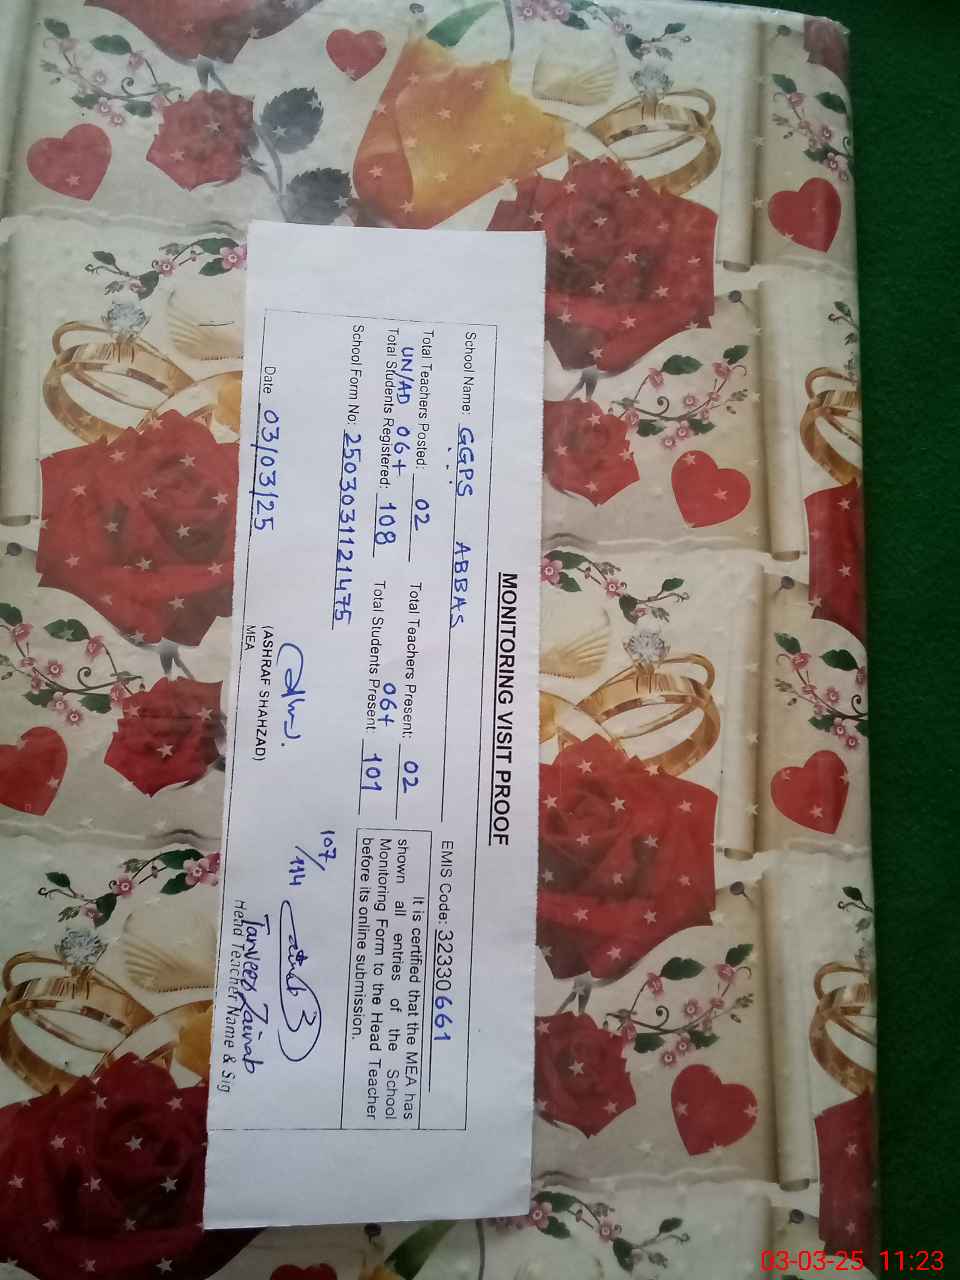 MONITORING VISIT PROOF
School Name: GGPS ABBAS EMIS Code: 32330661
Total Teachers Posted: 02 Total Teachers Present: 02
UN/AD 06+ 06+
Total Students Registered: 108 Total Students Present: 101
School Form No: 250303112475
It is certified that the MEA has
shown all entries of the School
Monitoring Form to the Head Teacher
before its online submission.
107/114
Date 03/03/25
(ASHRAF SHAHZAD)
MEA
Tanveer Zainab
Head Teacher Name & Sig
03-03-25 11:23